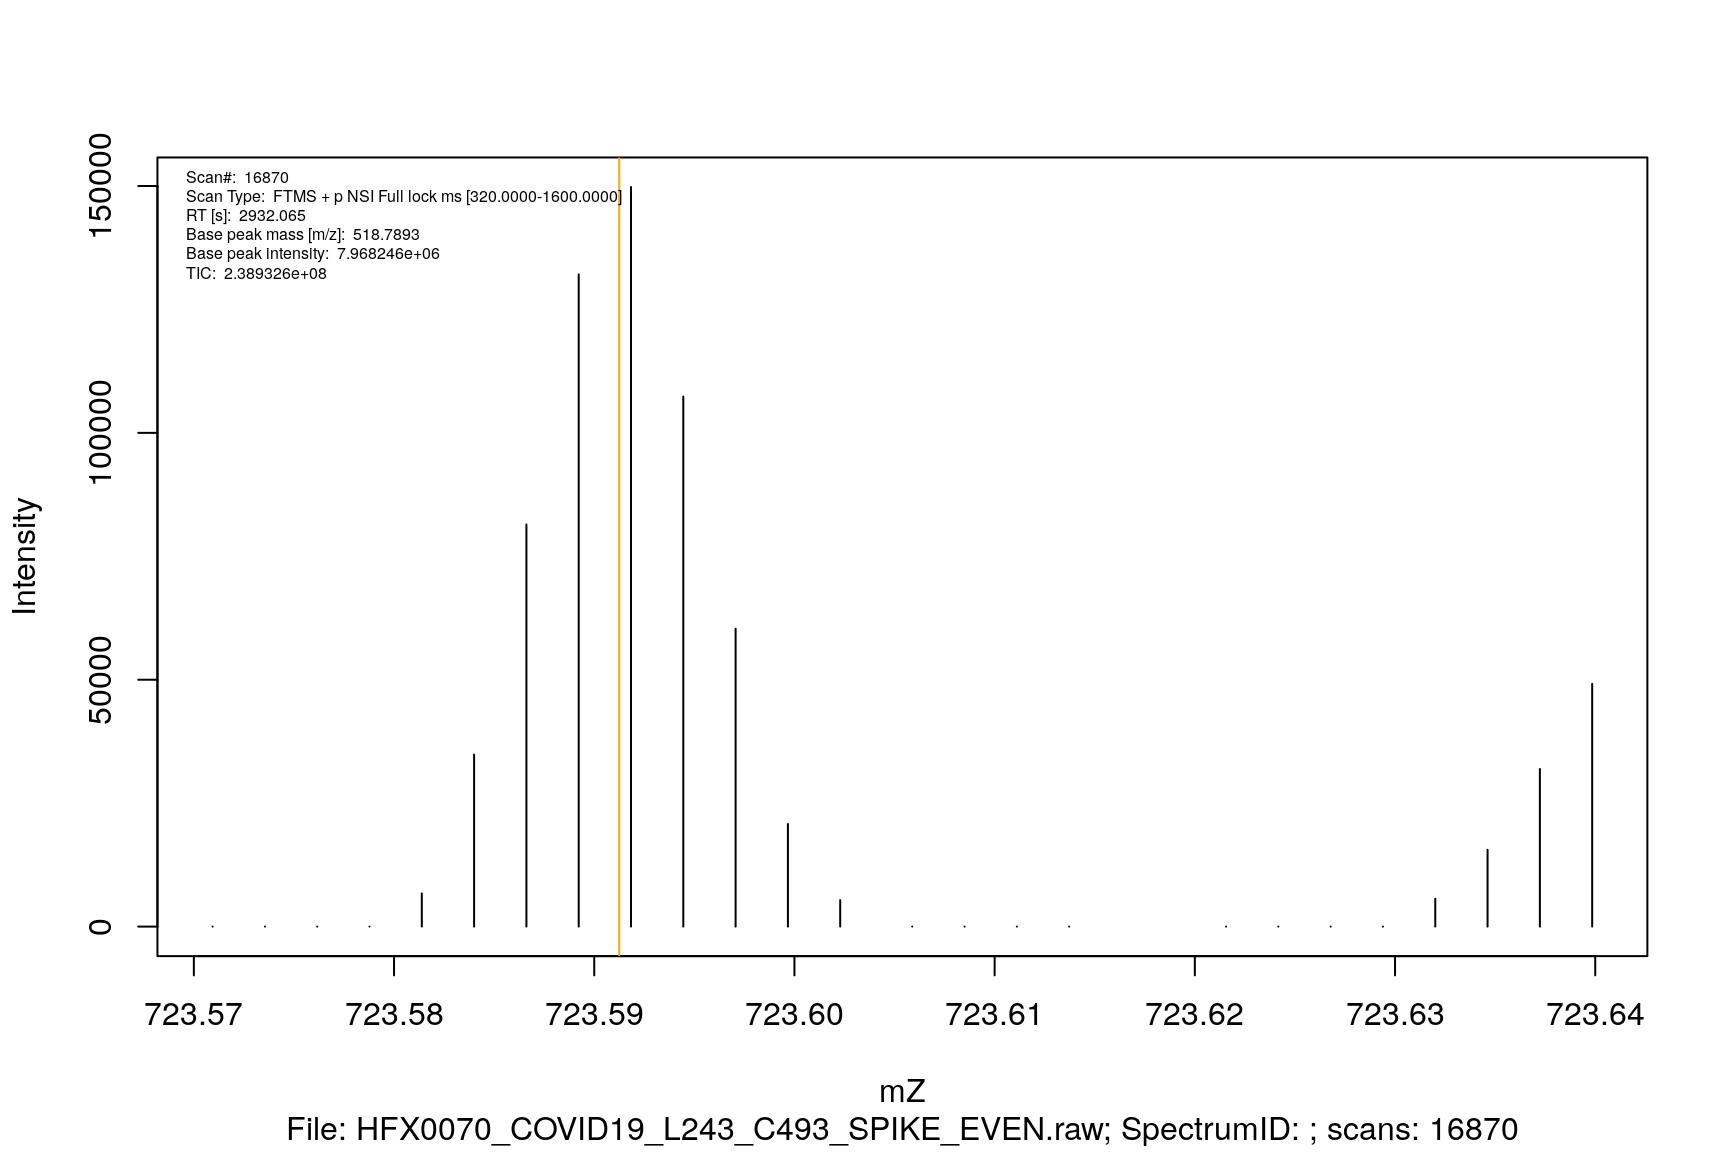 Scan#: 16870
Scan Type: FTMS + p NSI Full lock ms [320.0000-1600.0000]
RT [s]: 2932.065
Base peak mass [m/z]: 518.7893
Base peak intensity: 7.968246e+06
TIC: 2.389326e+08
150000
100000
50000
0
Intensity
723.57 723.58 723.59 723.60 723.61 723.62 723.63 723.64
mZ
File: HFX0070_COVID19_L243_C493_SPIKE_EVEN.raw; SpectrumID: ; scans: 16870